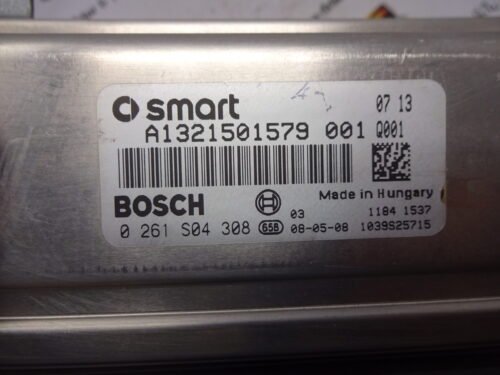 smart
07 13
A1321501579 001 Q001
Made in Hungary
BOSCH
03
1184 1537
0 261 S04 308 65B 08-05-08 1039S25715